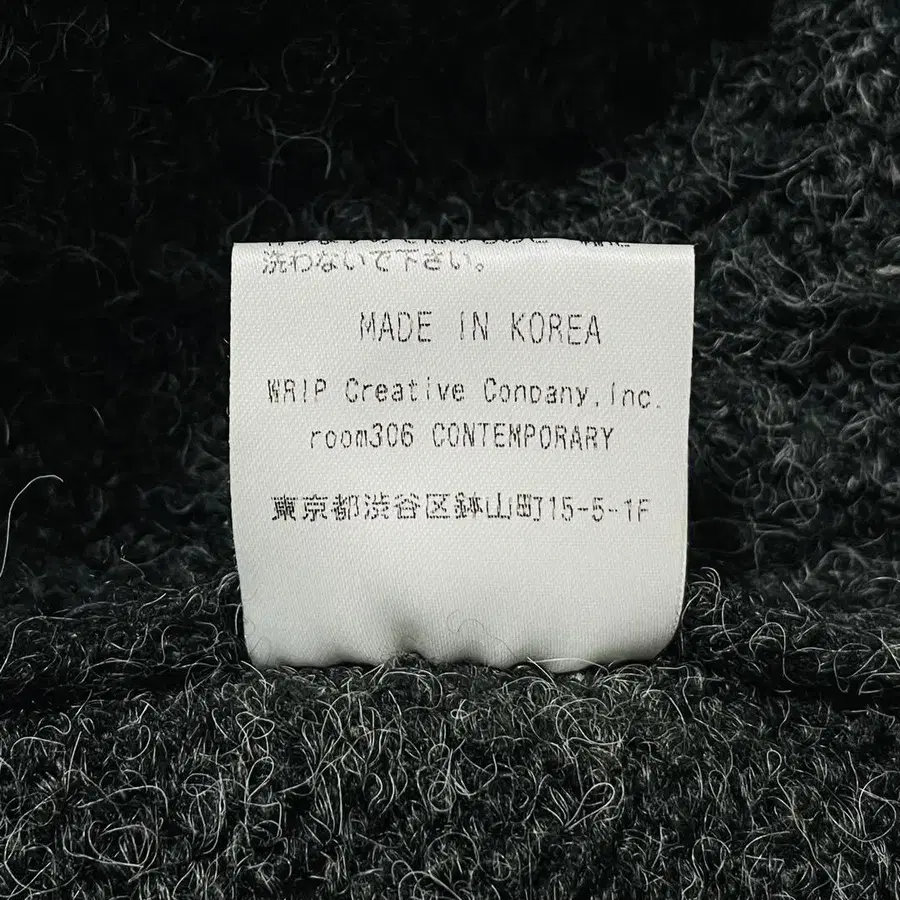 洗わないで下さい。
MADE IN KOREA
WRIP Creative Company,Inc.
room306 CONTEMPORARY
東京都渋谷区鉢山町15-5-1F